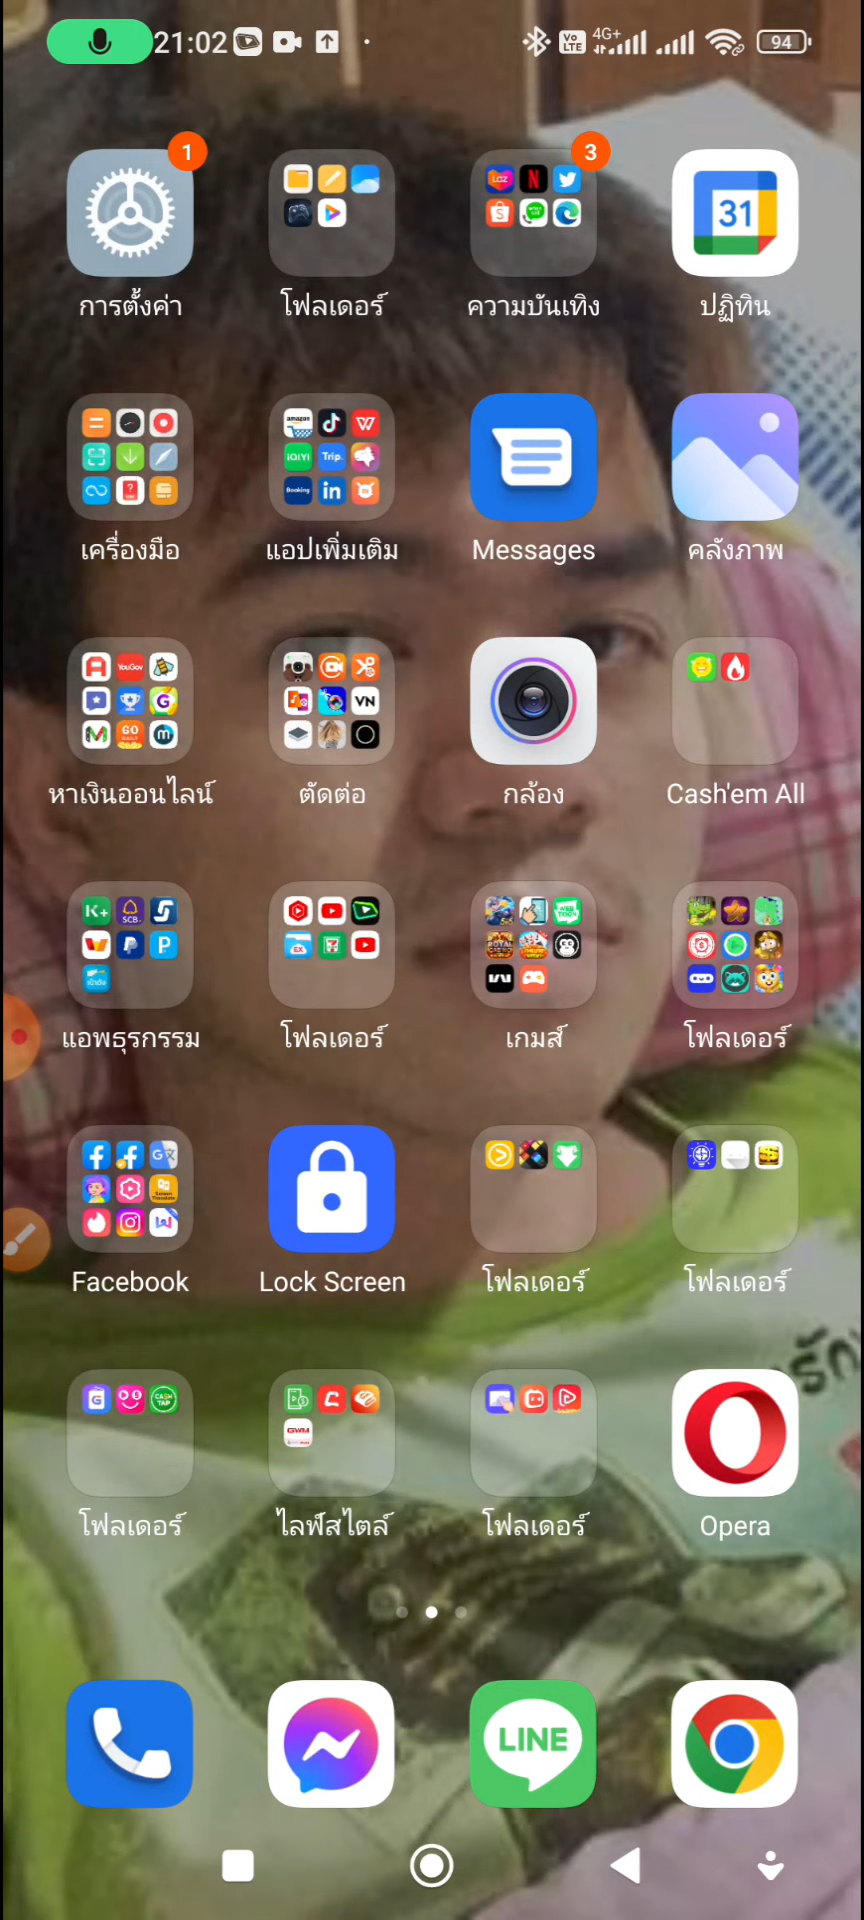 21:02
Vo LTE
4G+
94
1
3
31
การตั้งค่า
โฟลเดอร์
ความบันเทิง
ปฏิทิน
เครื่องมือ
แอปเพิ่มเติม
Messages
คลังภาพ
หาเงินออนไลน์
ตัดต่อ
กล้อง
Cash'em All
แอพธุรกรรม
โฟลเดอร์
เกมส์
โฟลเดอร์
Facebook
Lock Screen
โฟลเดอร์
โฟลเดอร์
โฟลเดอร์
ไลฟ์สไตล์
โฟลเดอร์
Opera
LINE